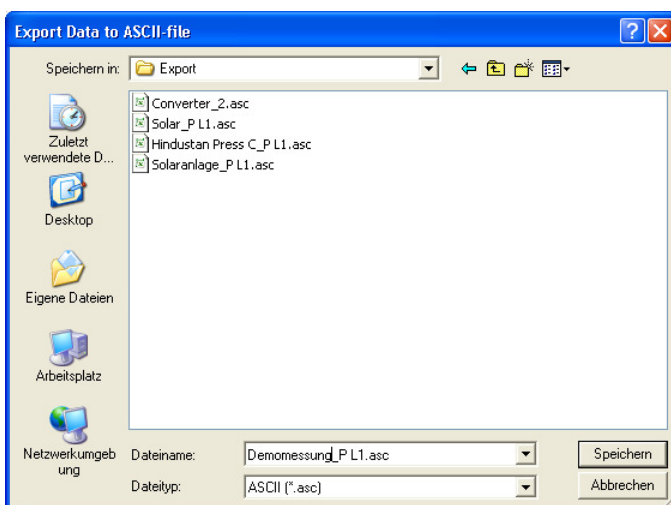 Export Data to ASCII-file
Speichern in: Export
Converter_2.asc
Solar_P L1.asc
Hindustan Press C_P L1.asc
Solaranlage_P L1.asc
Zuletzt
verwendete D...
Desktop
Eigene Dateien
Arbeitsplatz
Netzwerkumgeb
ung
Dateiname: Demomessung_P L1.asc Speichern
Dateityp: ASCII (*.asc) Abbrechen